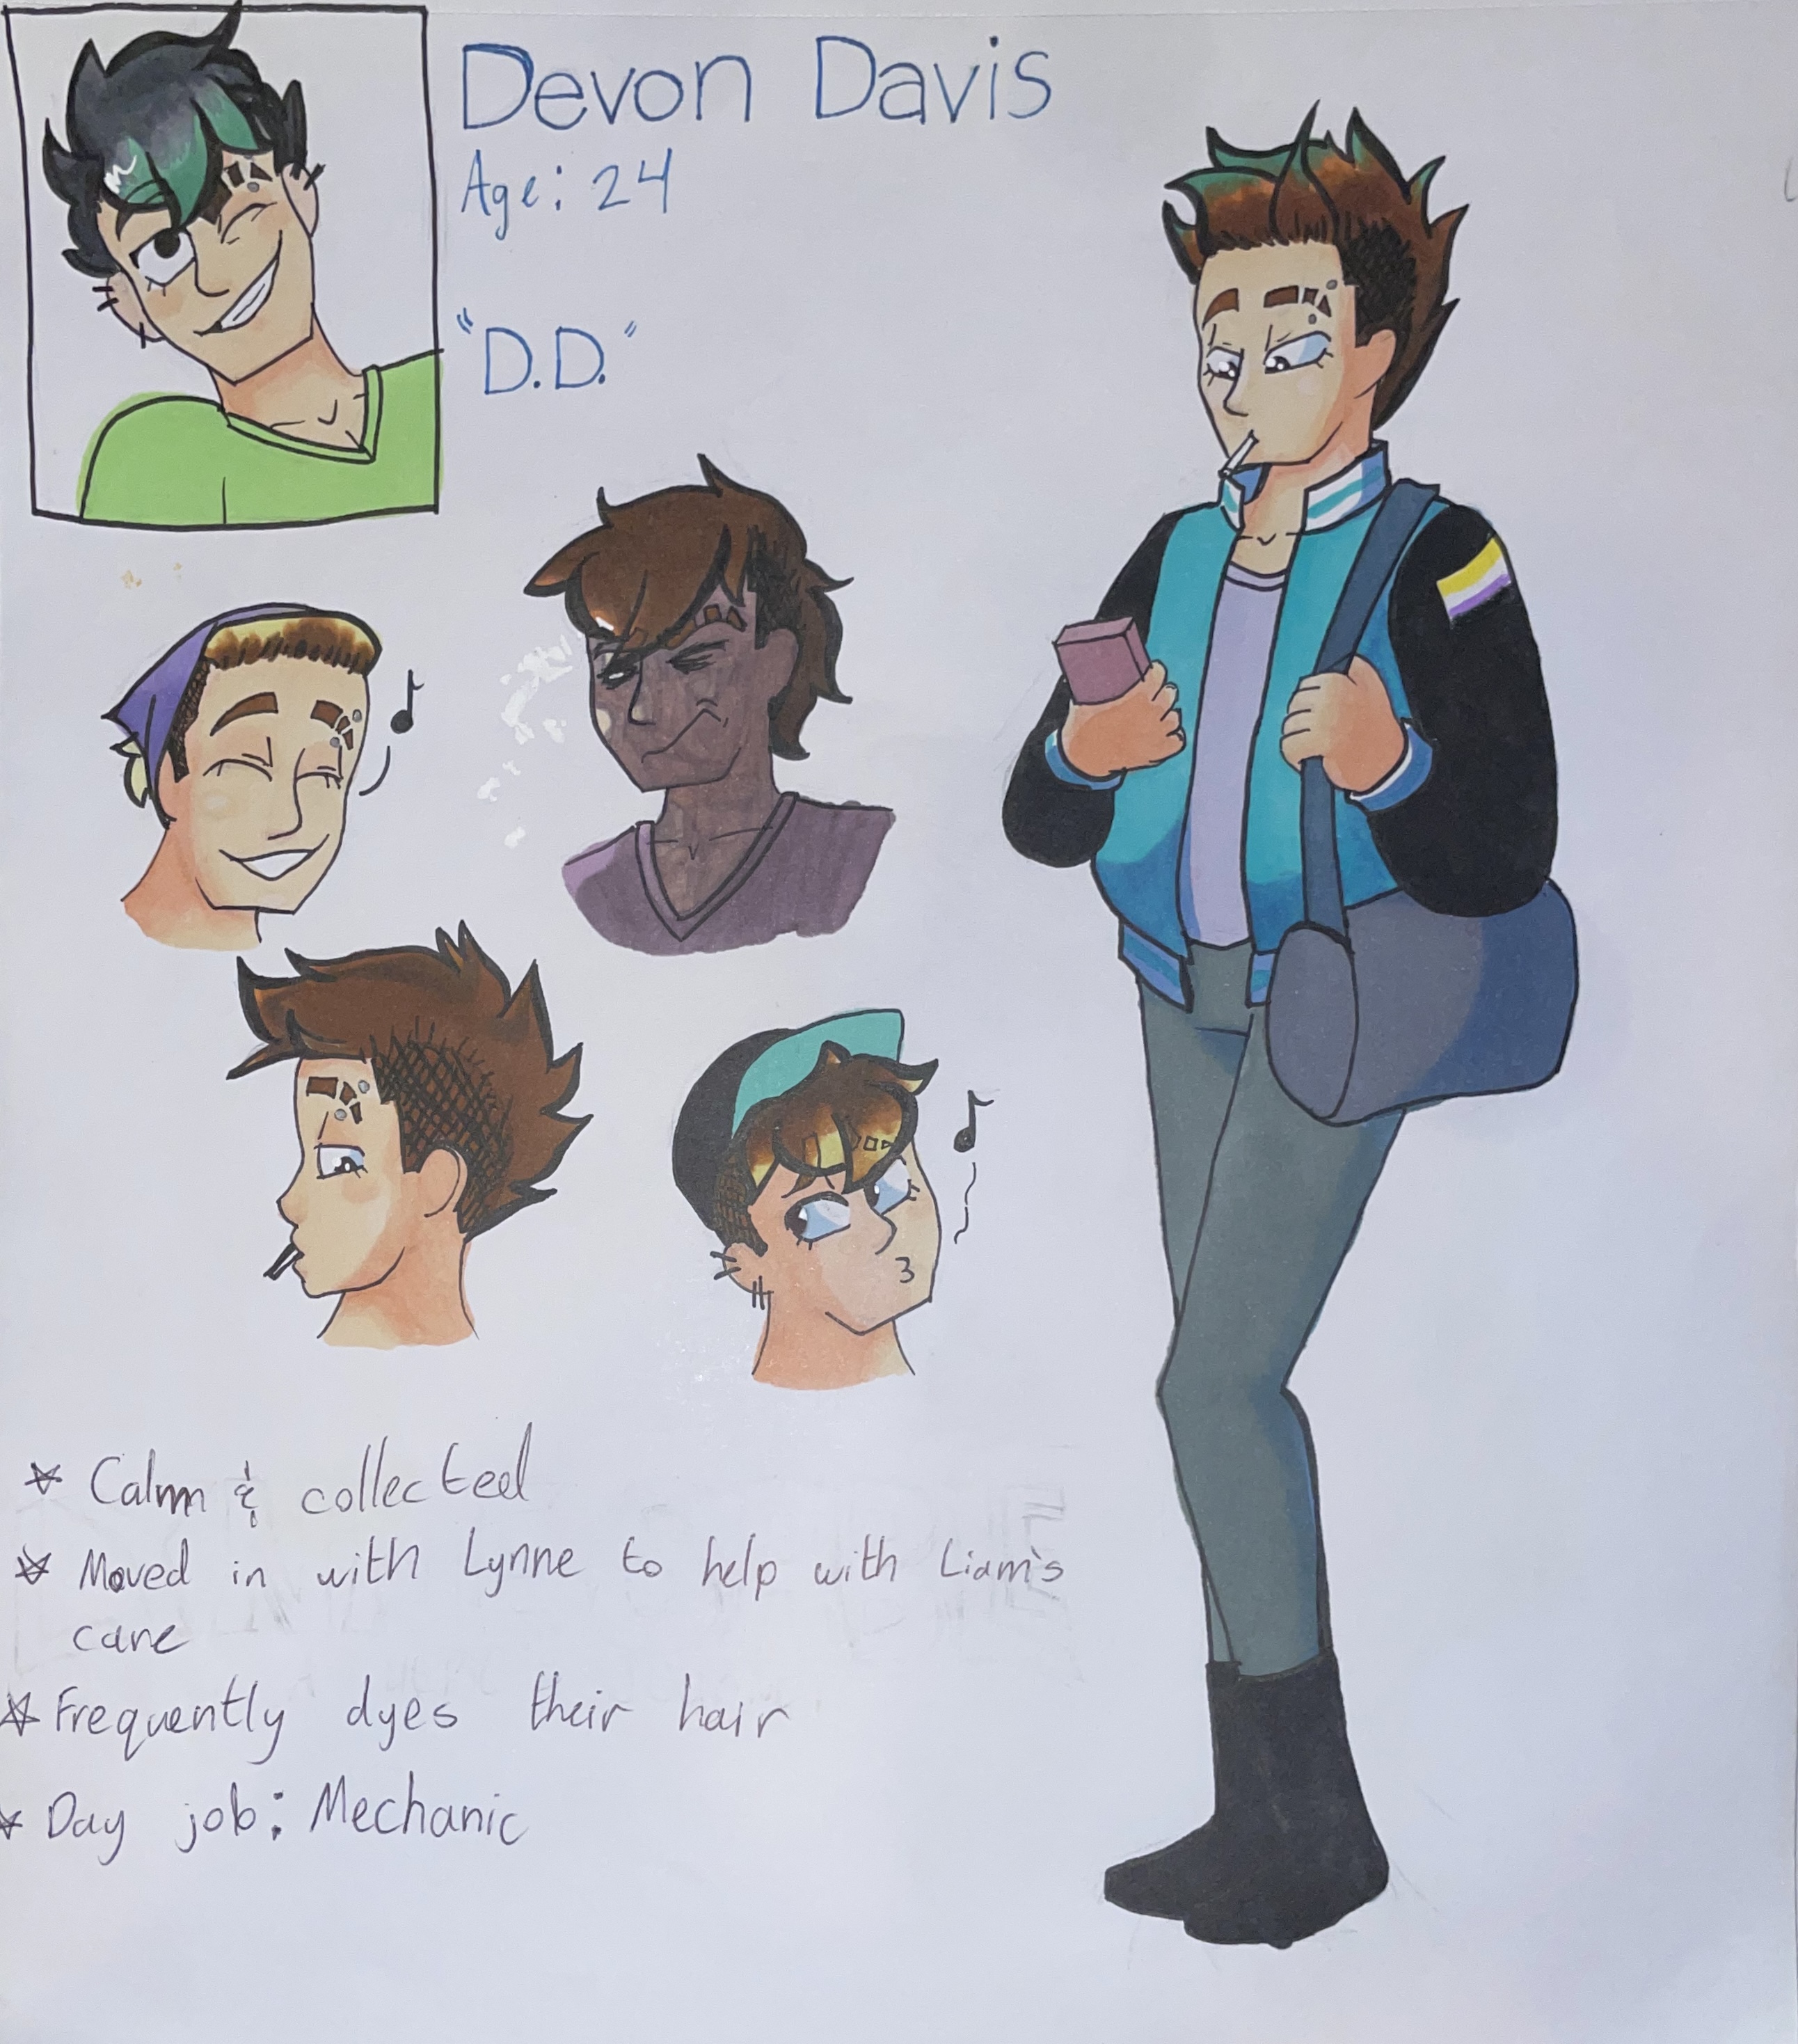 Devon Davis
Age: 24
"D.D."
Calm & collected
Moved in with Lynne to help with Liam's
care
Frequently dyes their hair
Day job: Mechanic